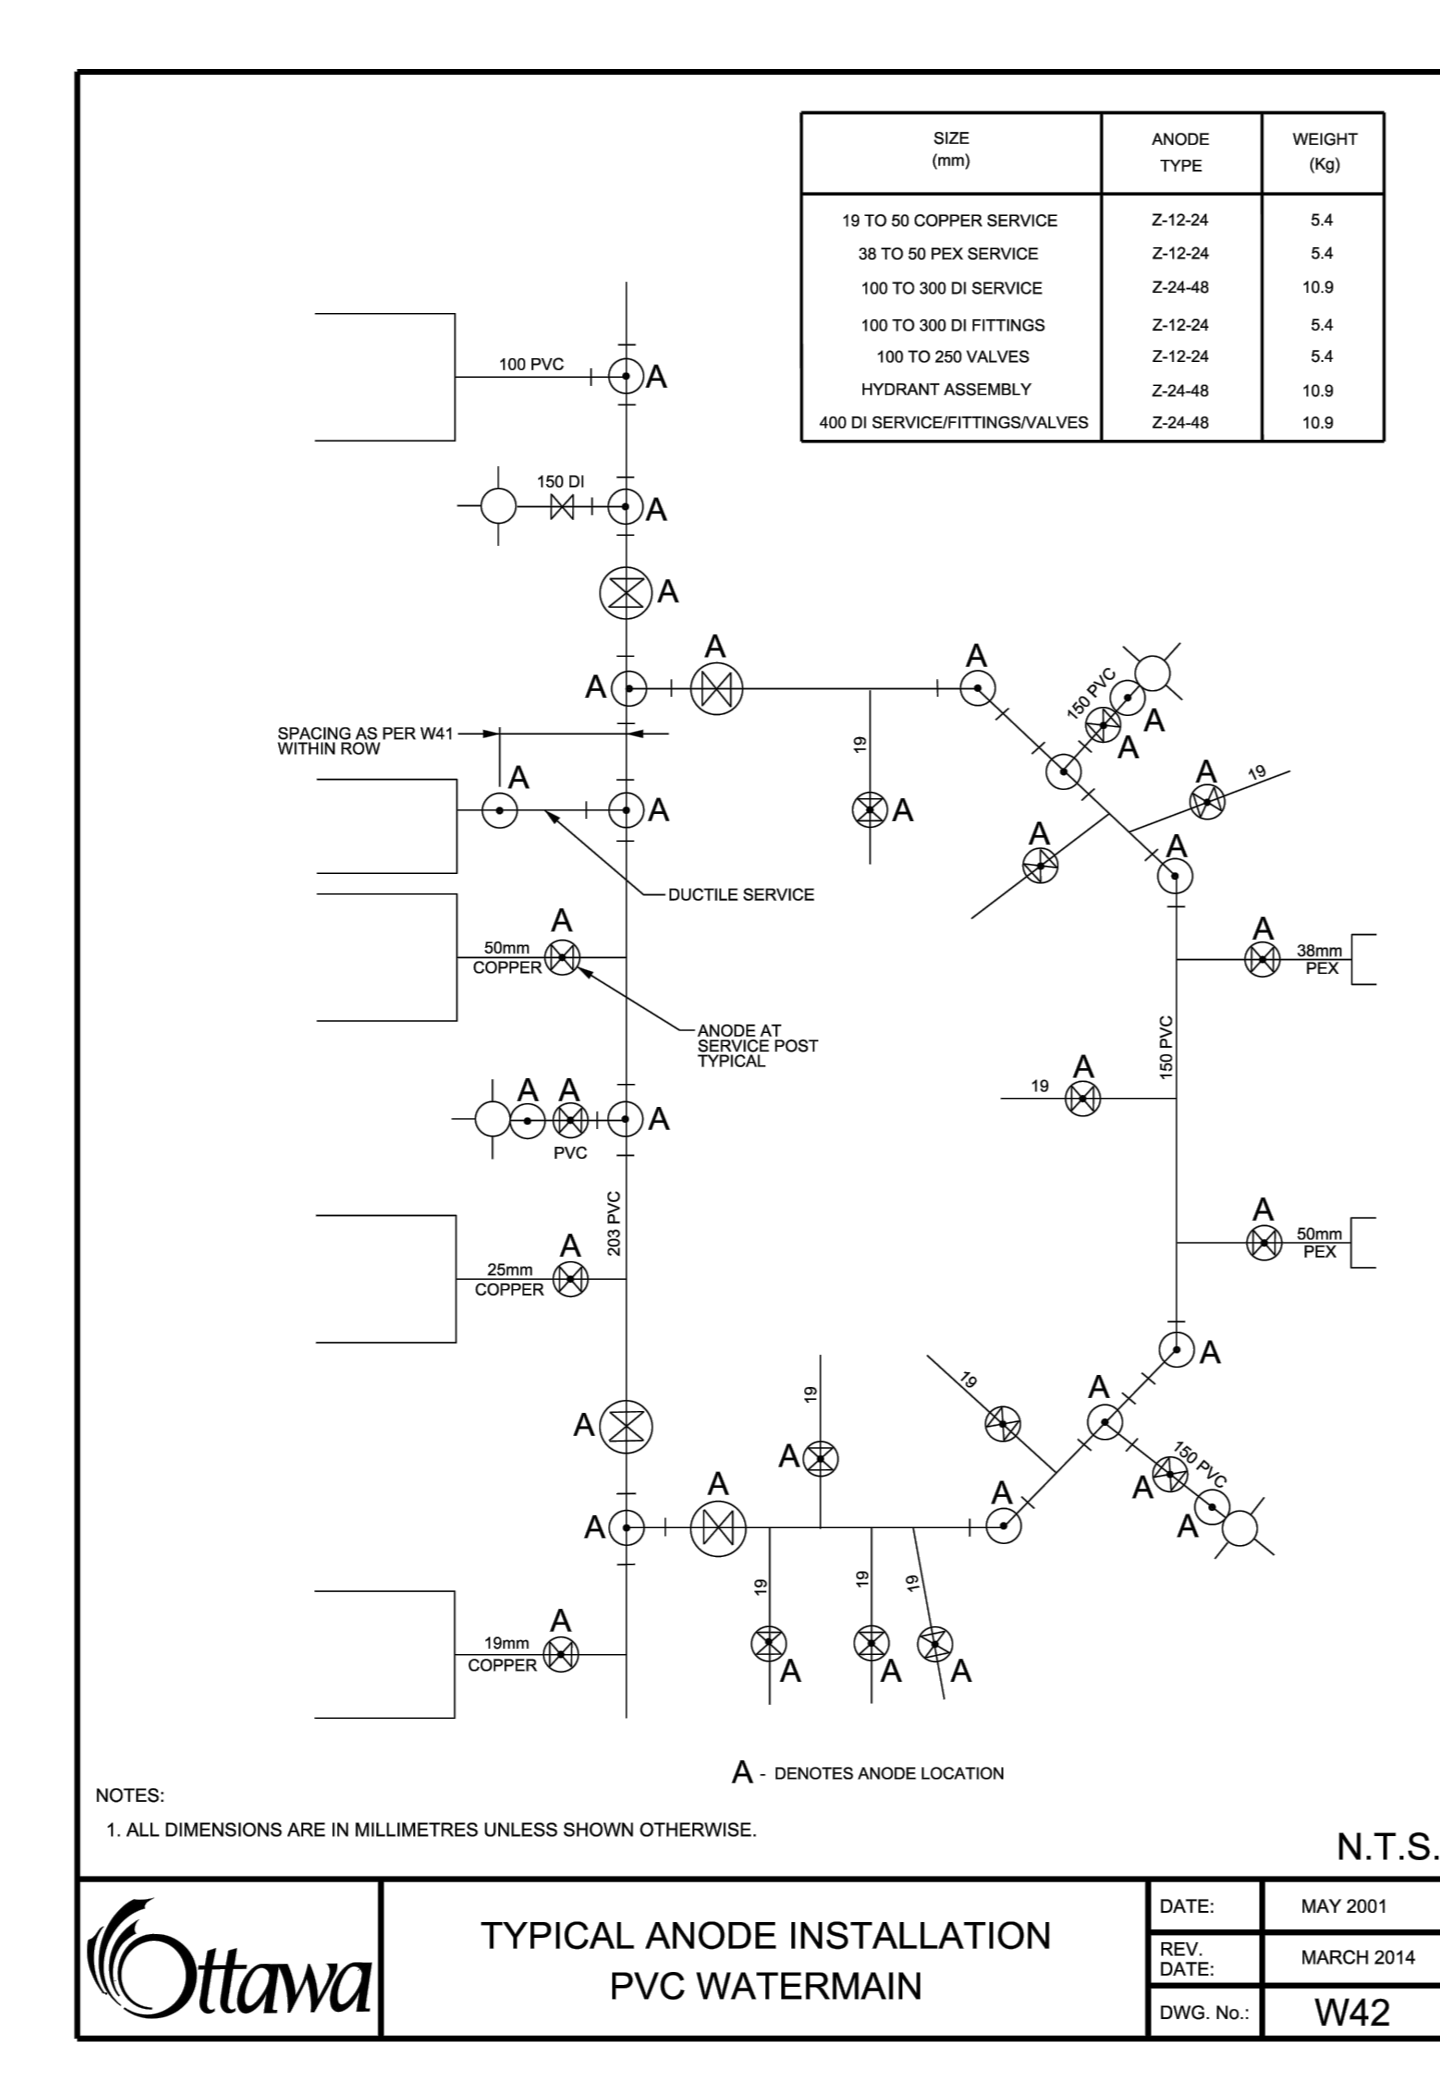 SIZE ANODE WEIGHT
(mm) TYPE (Kg)
19 TO 50 COPPER SERVICE Z-12-24 5.4
38 TO 50 PEX SERVICE Z-12-24 5.4
100 TO 300 DI SERVICE Z-24-48 10.9
100 TO 300 DI FITTINGS Z-12-24 5.4
100 TO 250 VALVES Z-12-24 5.4
HYDRANT ASSEMBLY Z-24-48 10.9
400 DI SERVICE/FITTINGS/VALVES Z-24-48 10.9
100 PVC
A
150 DI
A
A
A
A
A
150 PVC
A
A
SPACING AS PER W41
WITHIN ROW
A
A
19
A
A
19
A
A
DUCTILE SERVICE
A
50mm
COPPER
A
38mm
PEX
ANODE AT
SERVICE POST
TYPICAL
150 PVC
A
19
A
A
A
PVC
203 PVC
A
25mm
COPPER
A
50mm
PEX
A
19
19
A
A
A
150 PVC
A
A
A
A
A
A
19
19
19
A
A
A
A
19mm
COPPER
A - DENOTES ANODE LOCATION
NOTES:
1. ALL DIMENSIONS ARE IN MILLIMETRES UNLESS SHOWN OTHERWISE.
N.T.S.
Ottawa
TYPICAL ANODE INSTALLATION
PVC WATERMAIN
DATE: MAY 2001
REV.
DATE: MARCH 2014
DWG. No.: W42